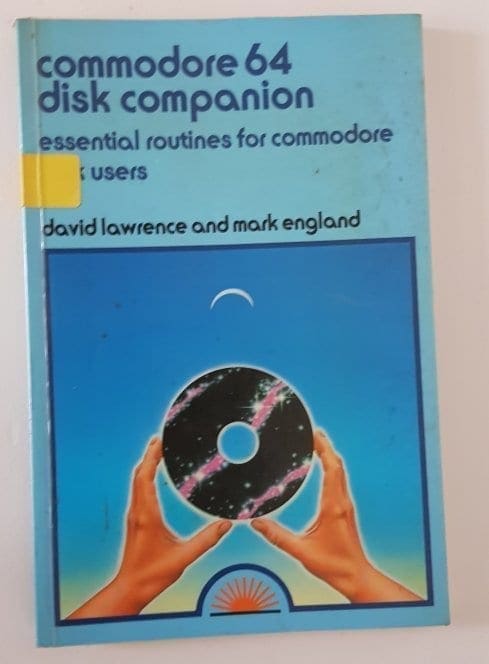 commodore 64
disk companion
essential routines for commodore
users
david lawrence and mark england